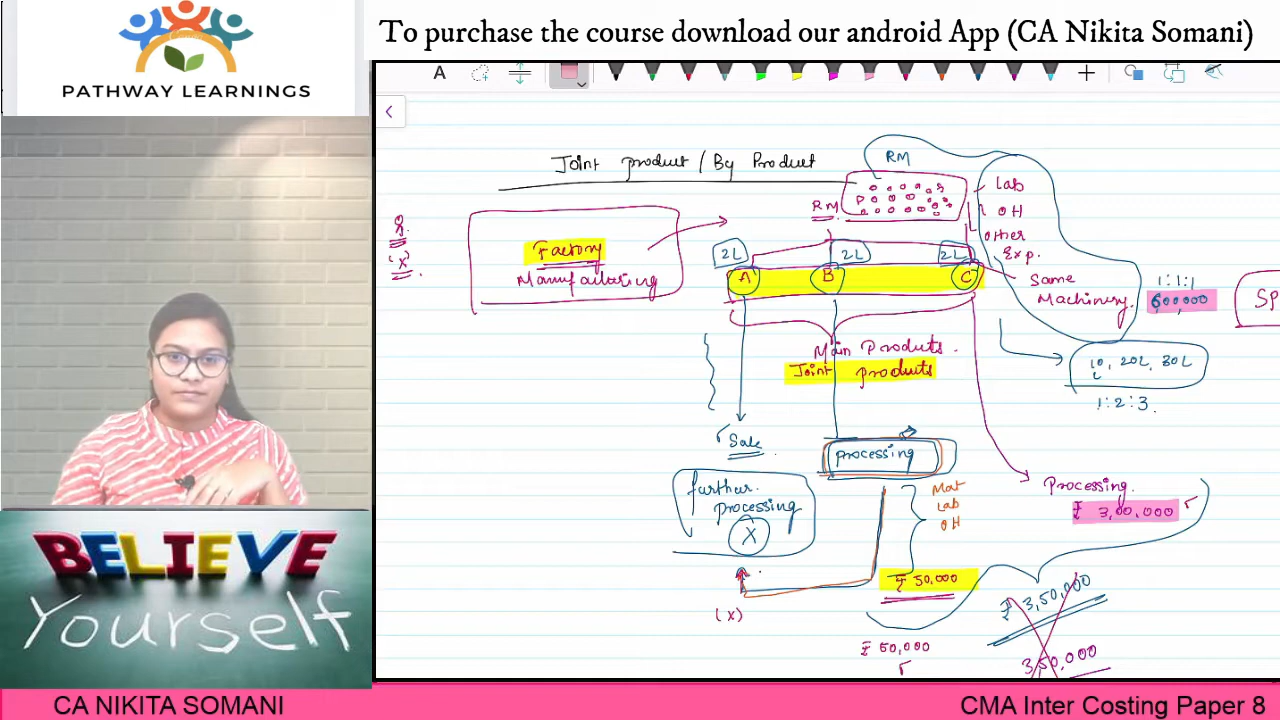 To purchase the course download our android App (CA Nikita Somani)
PATHWAY LEARNINGS
A
Joint product / By Product
RM
RM
Lab
OH
Other
Exp.
Factory
Manufacturing
2L
2L
2L
A
B
C
Same
Machinery.
1:1:1
600,000
SP
Main Products.
Joint products
10, 20L, 30L
L
1:2:3.
Sale
processing
further
processing
X
Mat
Lab
OH
Processing.
₹ 3,00,000
₹ 50,000
(X)
₹ 3,50,000
₹ 50,000
3,50,000
(X)
BELIEVE
Yourself
CA NIKITA SOMANI
CMA Inter Costing Paper 8